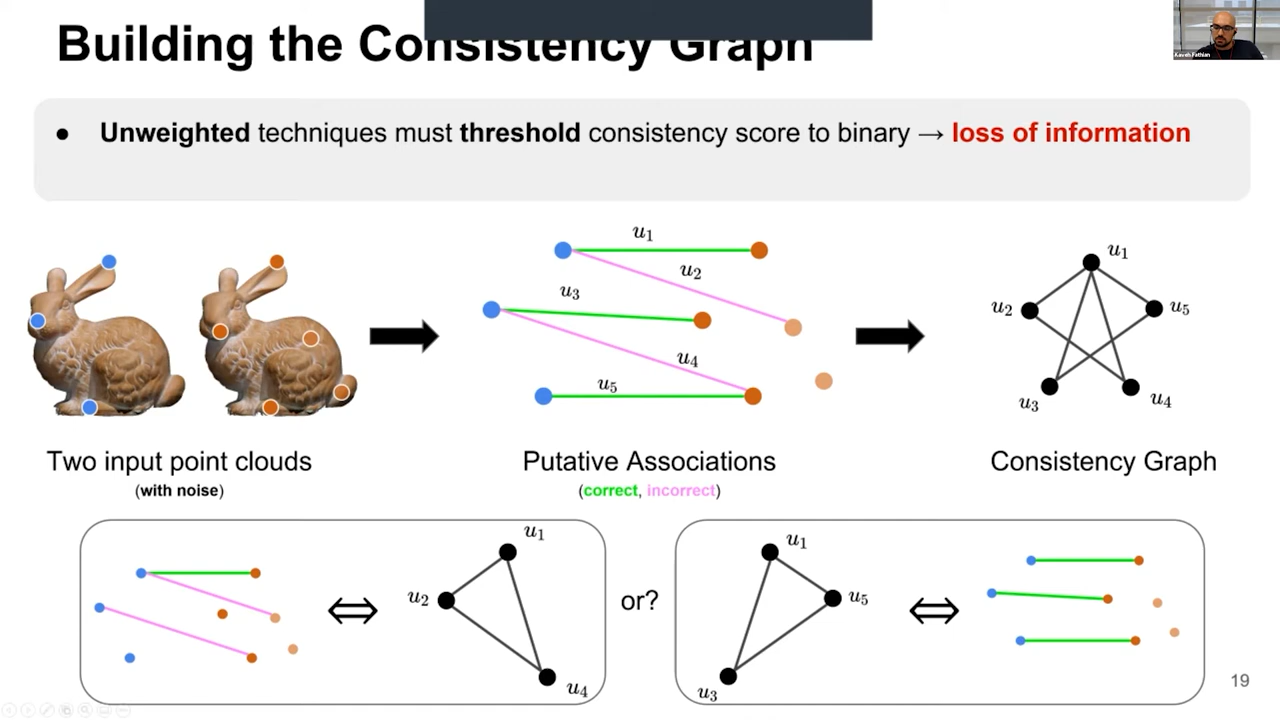 Building the Consistency Graph
Kaveh Fathian
● Unweighted techniques must threshold consistency score to binary → loss of information
u1
u2
u3
u4
u5
u1
u2
u5
u3
u4
Two input point clouds
(with noise)
Putative Associations
(correct, incorrect)
Consistency Graph
u1
u2
u4
or?
u1
u5
u3
19